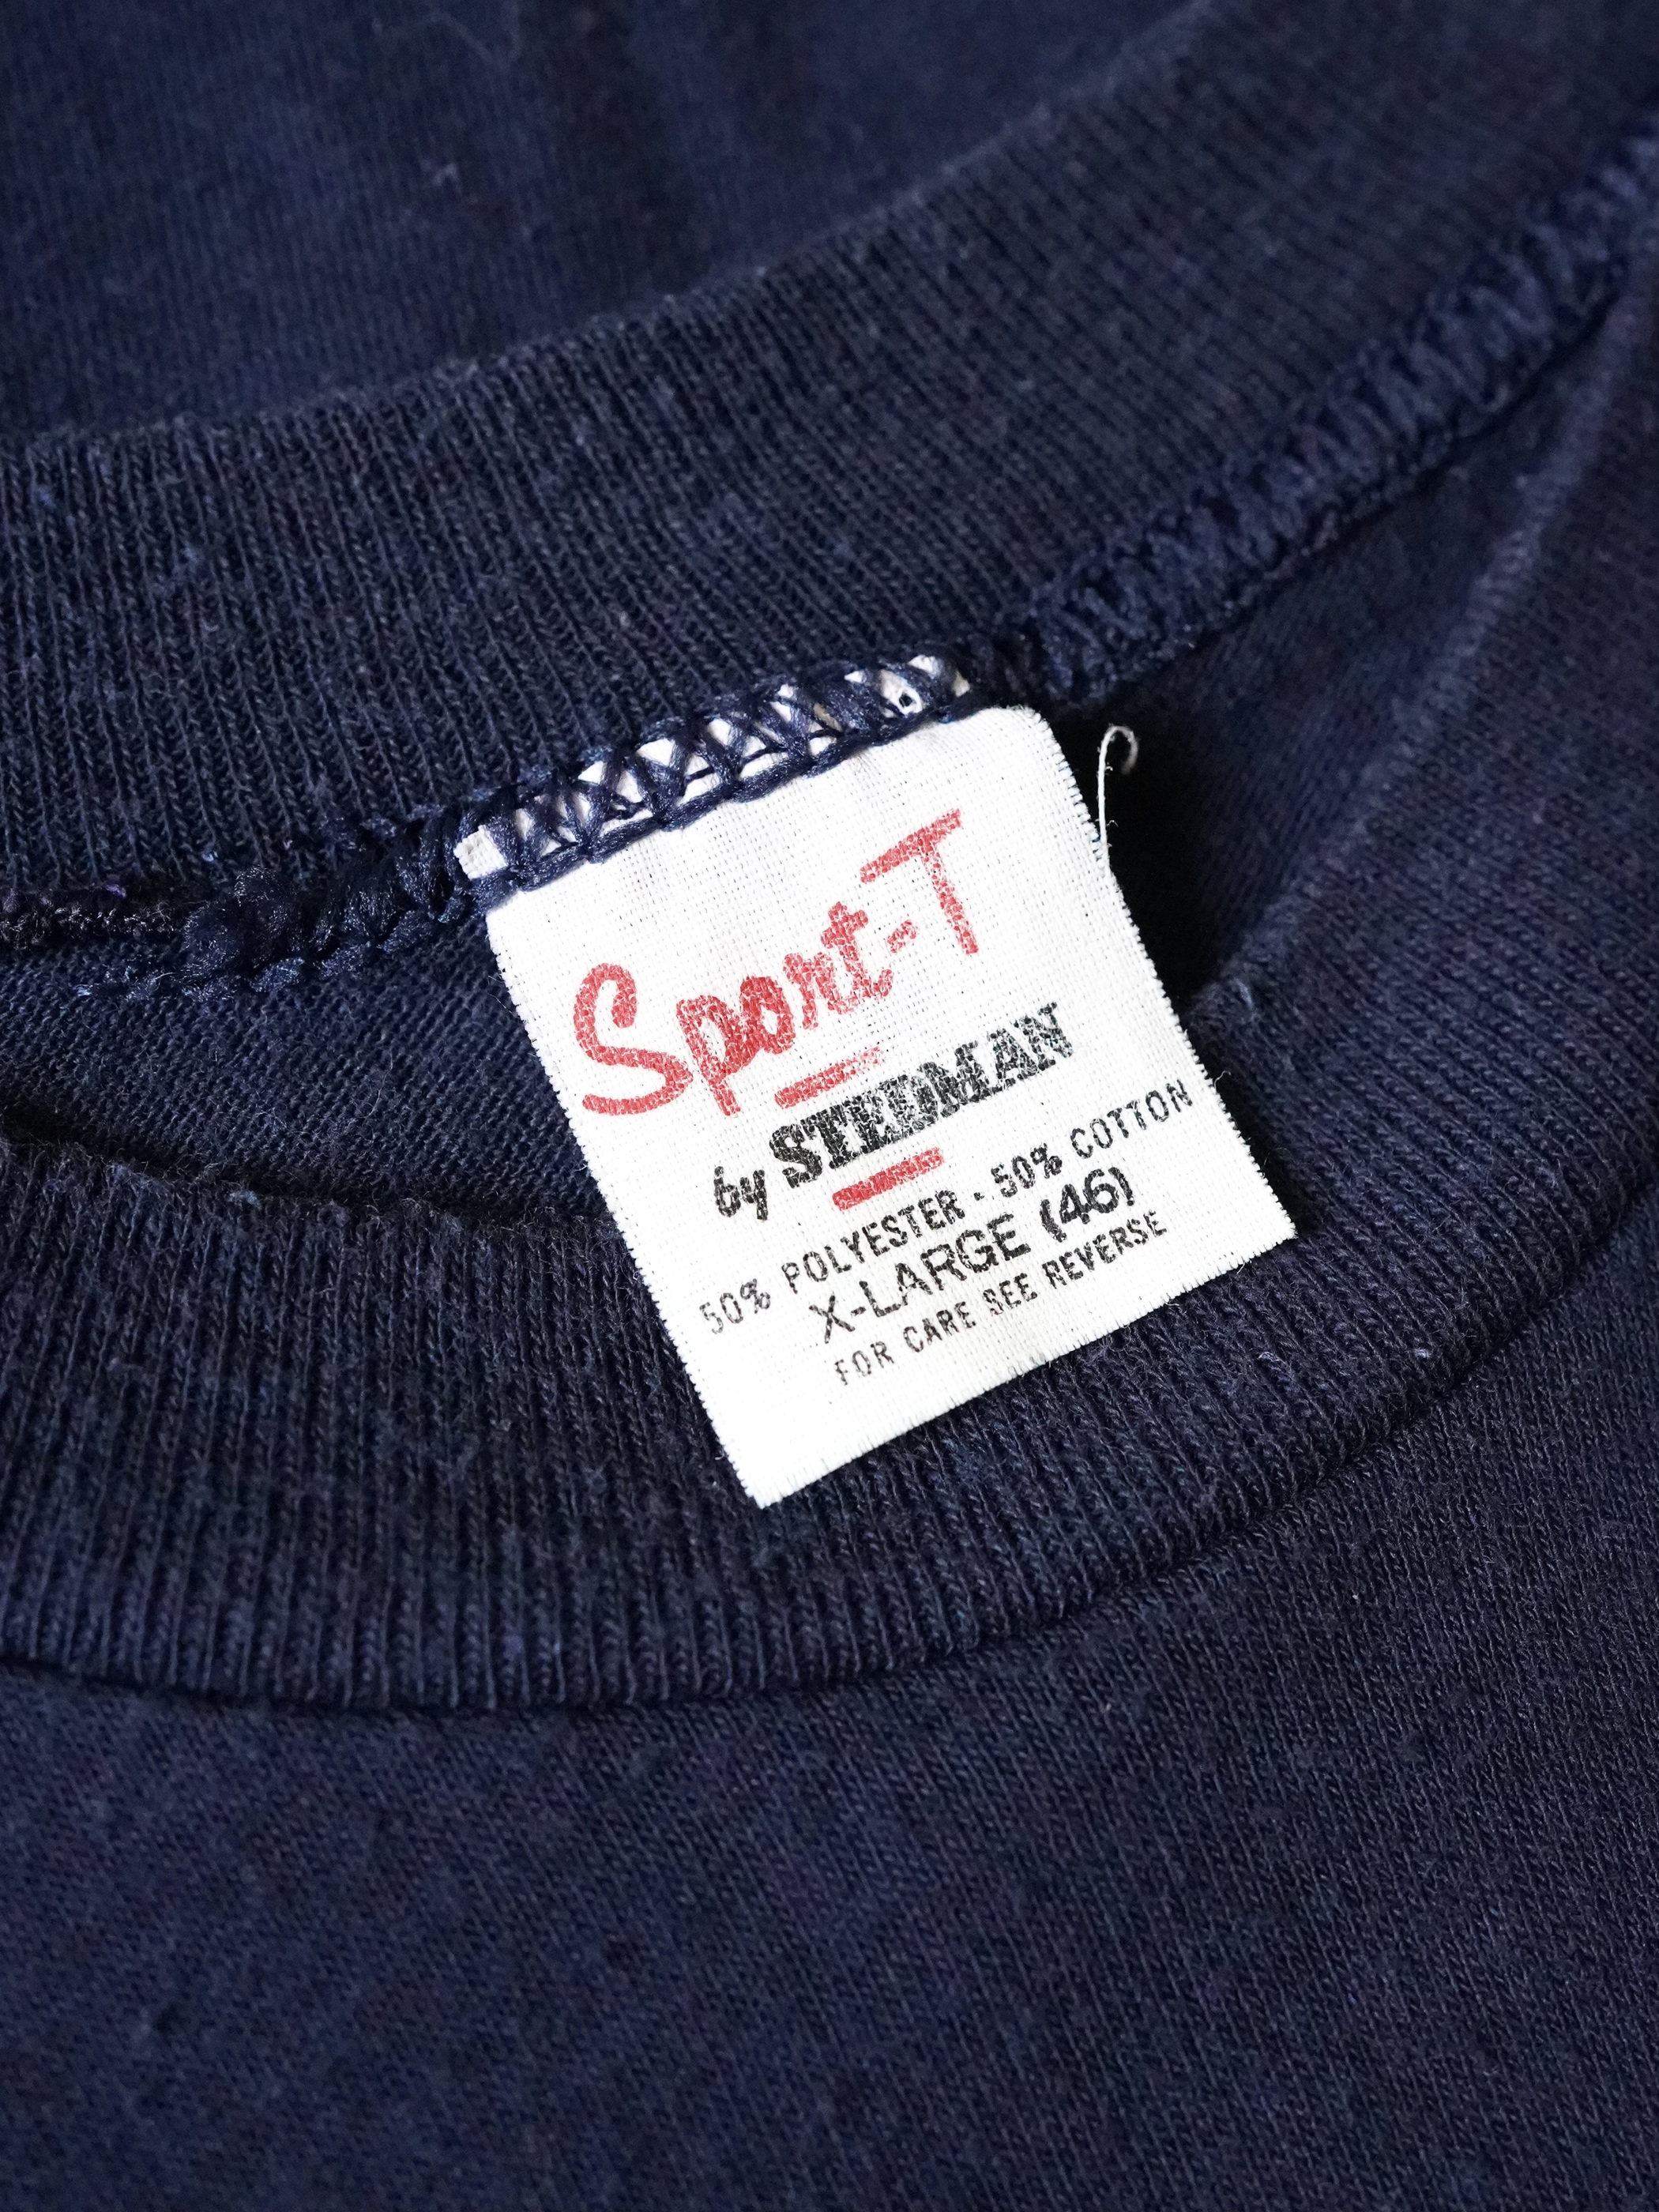 Sport-T
by STEDMAN
50% POLYESTER - 50% COTTON
X-LARGE (46)
FOR CARE SEE REVERSE